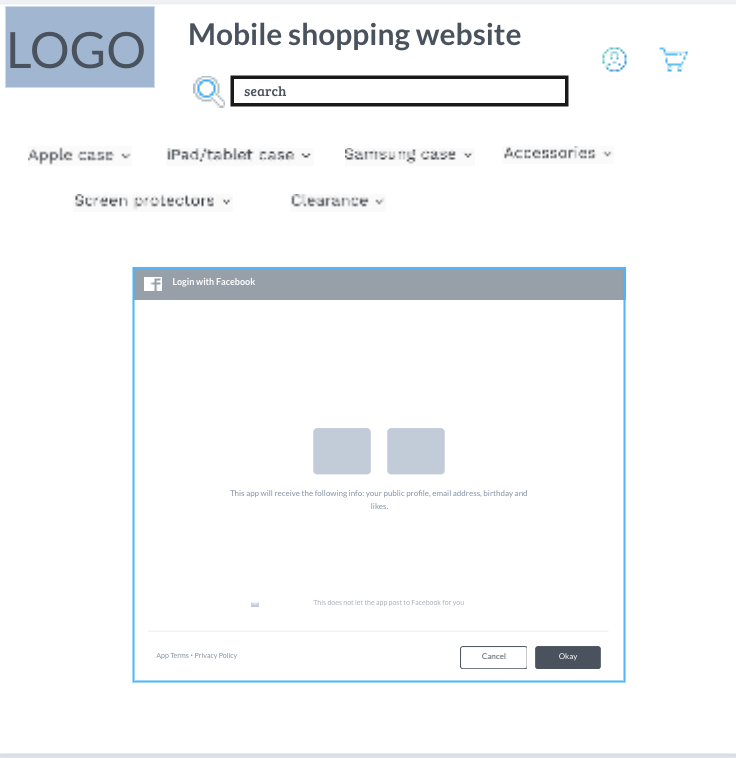 LOGO
Mobile shopping website
search
Apple case
iPad/tablet case
Samsung case
Accessories
Screen protectors
Clearance
f
Login with Facebook
This app will receive the following info: your public profile, email address, birthday and
likes.
This does not let the app post to Facebook for you
App Terms • Privacy Policy
Cancel
Okay